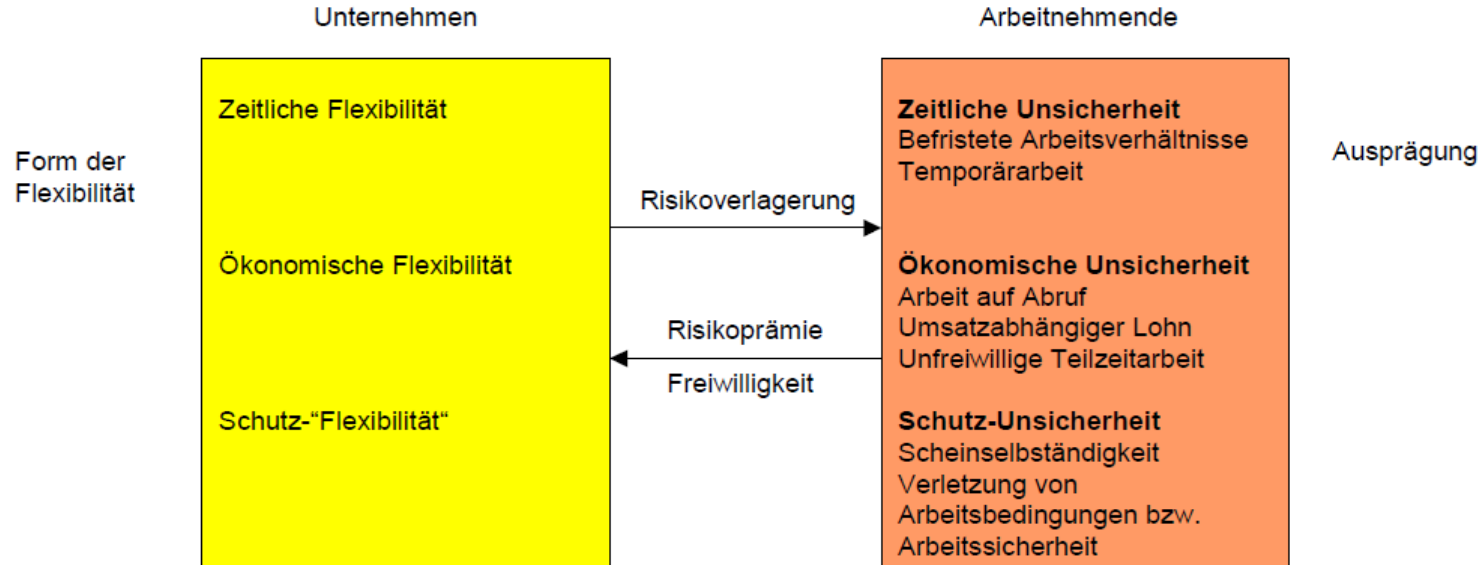 Unternehmen
Arbeitnehmende
Form der
Flexibilität
Zeitliche Flexibilität
Ökonomische Flexibilität
Schutz-“Flexibilität“
Risikoverlagerung
Risikoprämie
Freiwilligkeit
Zeitliche Unsicherheit
Befristete Arbeitsverhältnisse
Temporärarbeit
Ökonomische Unsicherheit
Arbeit auf Abruf
Umsatzabhängiger Lohn
Unfreiwillige Teilzeitarbeit
Schutz-Unsicherheit
Scheinselbständigkeit
Verletzung von
Arbeitsbedingungen bzw.
Arbeitssicherheit
Ausprägung